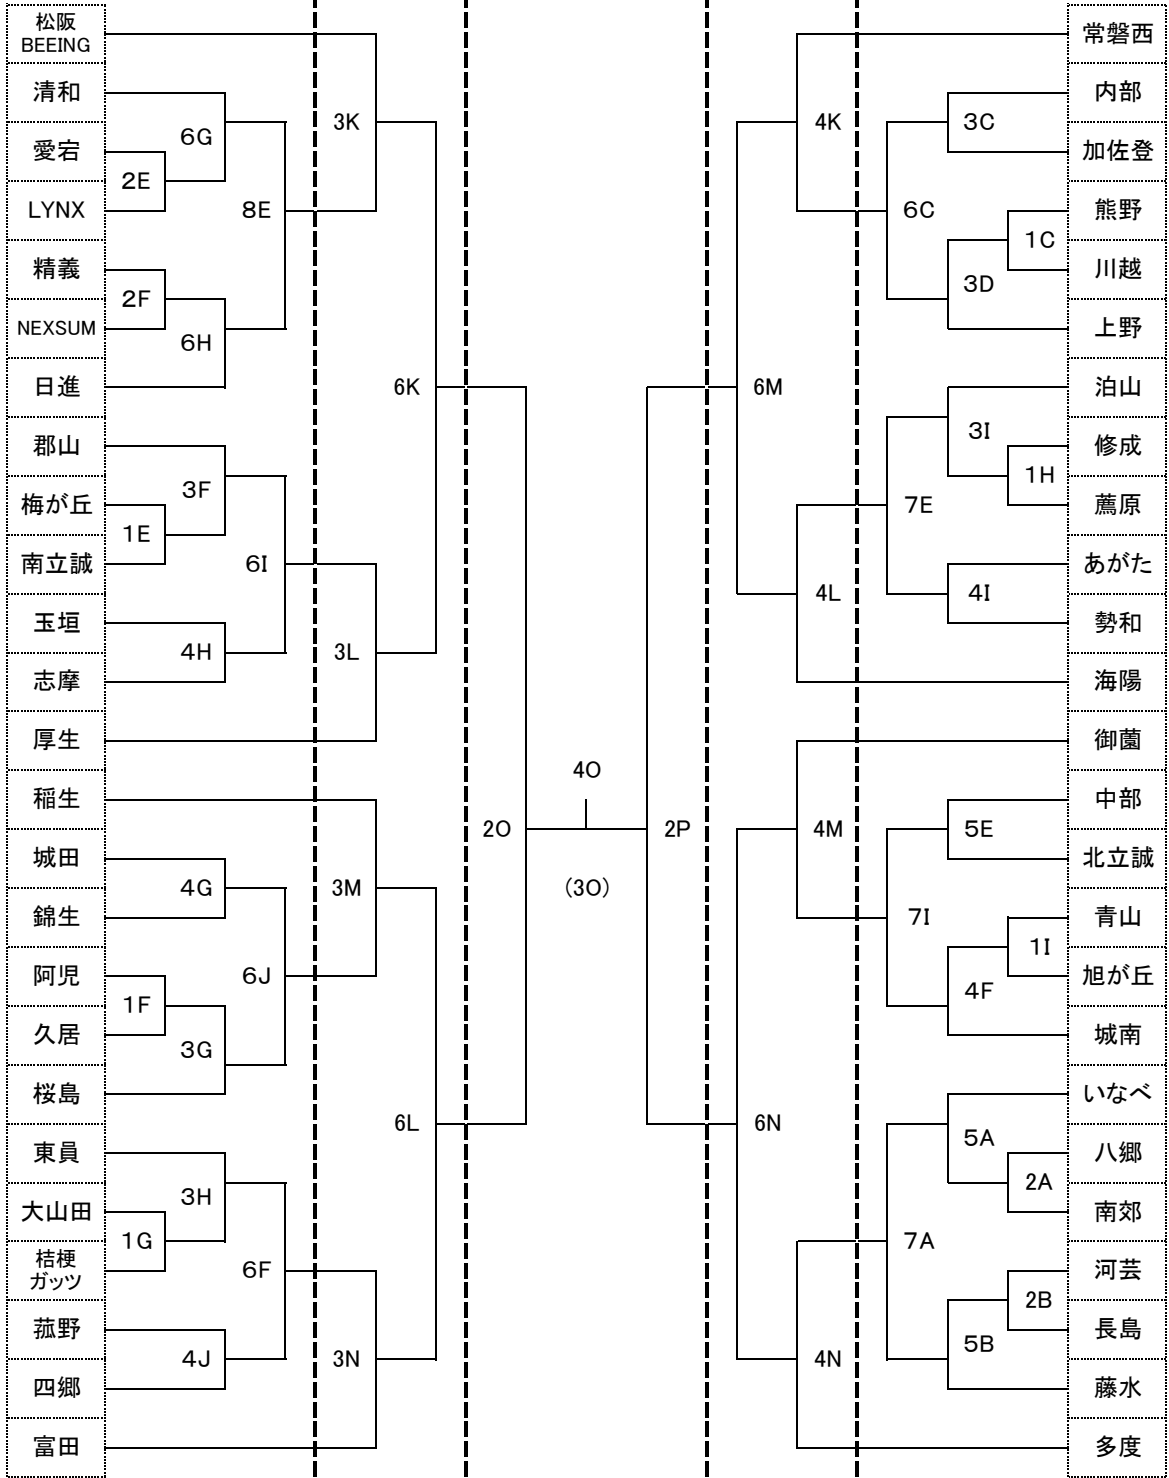 松阪
BEEING
清和
愛宕
LYNX
精義
NEXSUM
日進
郡山
梅が丘
南立誠
玉垣
志摩
厚生
稲生
城田
錦生
阿児
久居
桜島
東員
大山田
桔梗
ガッツ
菰野
四郷
富田
6G
2E
8E
2F
6H
3F
1E
6I
4H
4G
6J
1F
3G
3H
1G
6F
4J
3K
3L
3M
3N
6K
6L
2O
4O
(3O)
2P
6M
6N
4K
4L
4M
4N
3C
6C
1C
3D
3I
1H
7E
4I
5E
7I
1I
4F
5A
2A
7A
2B
5B
常磐西
内部
加佐登
熊野
川越
上野
泊山
修成
薦原
あがた
勢和
海陽
御薗
中部
北立誠
青山
旭が丘
城南
いなべ
八郷
南郊
河芸
長島
藤水
多度